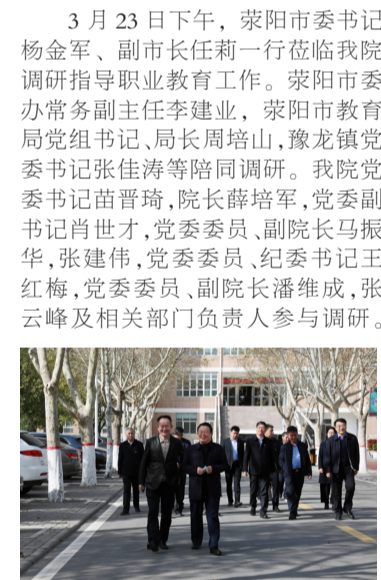 3 月 23 日下午，荥阳市委书记
杨金军、副市长任莉一行莅临我院
调研指导职业教育工作。荥阳市委
办常务副主任李建业，荥阳市教育
局党组书记、局长周培山，豫龙镇党
委书记张佳涛等陪同调研。我院党
委书记苗晋琦，院长薛培军，党委副
书记肖世才，党委委员、副院长马振
华，张建伟，党委委员、纪委书记王
红梅，党委委员、副院长潘维成，张
云峰及相关部门负责人参与调研。